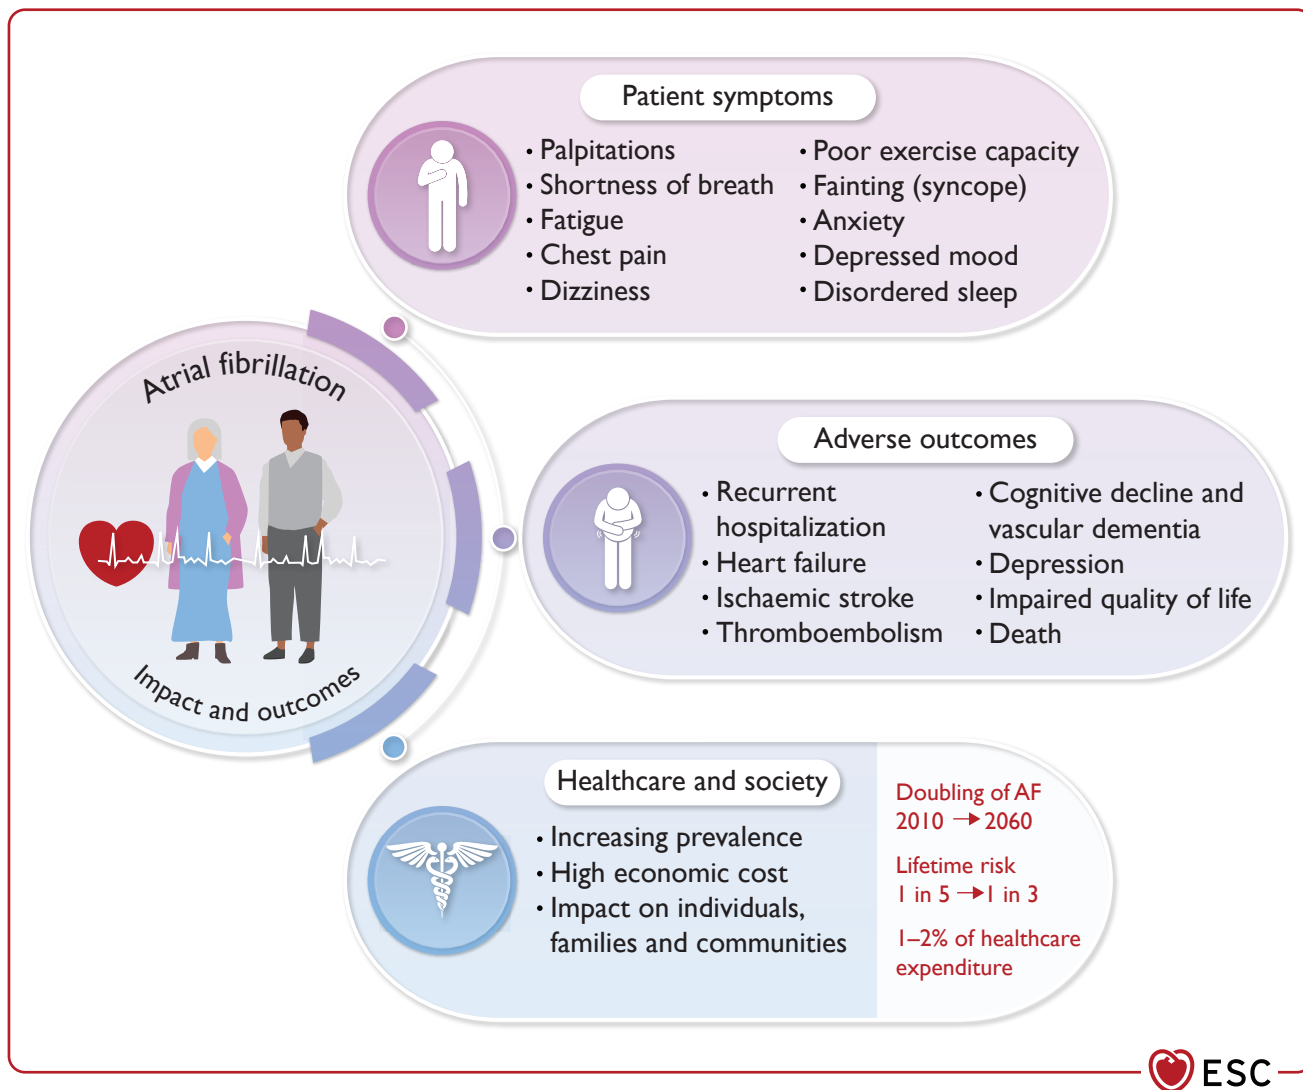 Atrial fibrillation
Impact and outcomes
Patient symptoms
• Palpitations
• Shortness of breath
• Fatigue
• Chest pain
• Dizziness
• Poor exercise capacity
• Fainting (syncope)
• Anxiety
• Depressed mood
• Disordered sleep
Adverse outcomes
• Recurrent
hospitalization
• Heart failure
• Ischaemic stroke
• Thromboembolism
• Cognitive decline and
vascular dementia
• Depression
• Impaired quality of life
• Death
Healthcare and society
• Increasing prevalence
• High economic cost
• Impact on individuals,
families and communities
Doubling of AF
2010 → 2060
Lifetime risk
1 in 5 → 1 in 3
1–2% of healthcare
expenditure
ESC